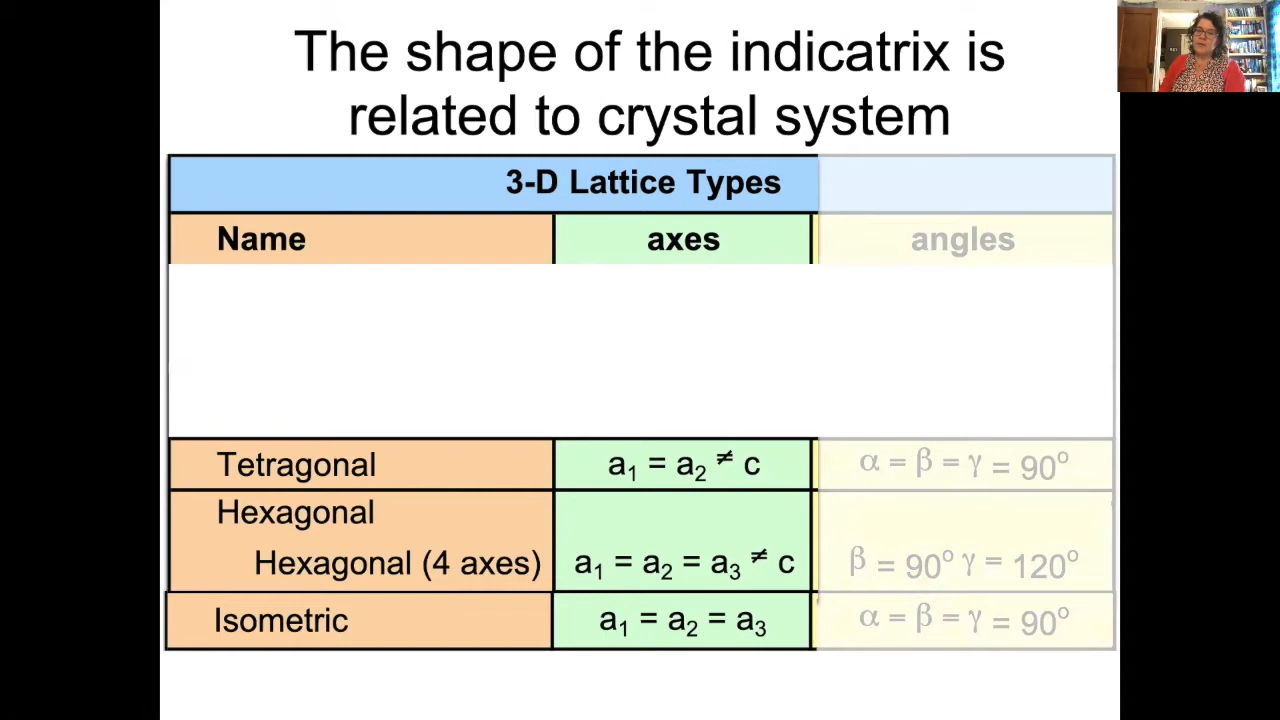 The shape of the indicatrix is
related to crystal system
3-D Lattice Types
Name axes angles
Tetragonal a₁ = a₂ ≠ c α = β = γ = 90°
Hexagonal
Hexagonal (4 axes) a₁ = a₂ = a₃ ≠ c β = 90° γ = 120°
Isometric a₁ = a₂ = a₃ α = β = γ = 90°